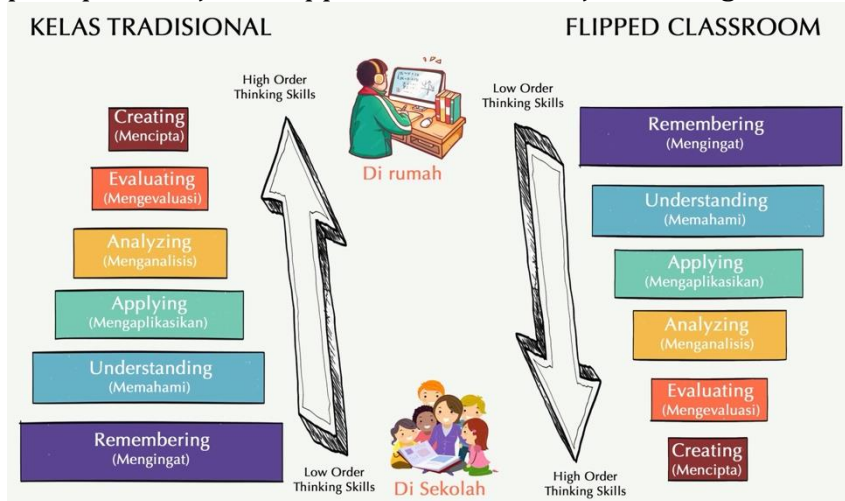 KELAS TRADISIONAL
FLIPPED CLASSROOM
High Order
Thinking Skills
Creating
(Mencipta)
Evaluating
(Mengevaluasi)
Analyzing
(Menganalisis)
Applying
(Mengaplikasikan)
Understanding
(Memahami)
Remembering
(Mengingat)
Low Order
Thinking Skills
Di rumah
Di Sekolah
Low Order
Thinking Skills
Remembering
(Mengingat)
Understanding
(Memahami)
Applying
(Mengaplikasikan)
Analyzing
(Menganalisis)
Evaluating
(Mengevaluasi)
Creating
(Mencipta)
High Order
Thinking Skills